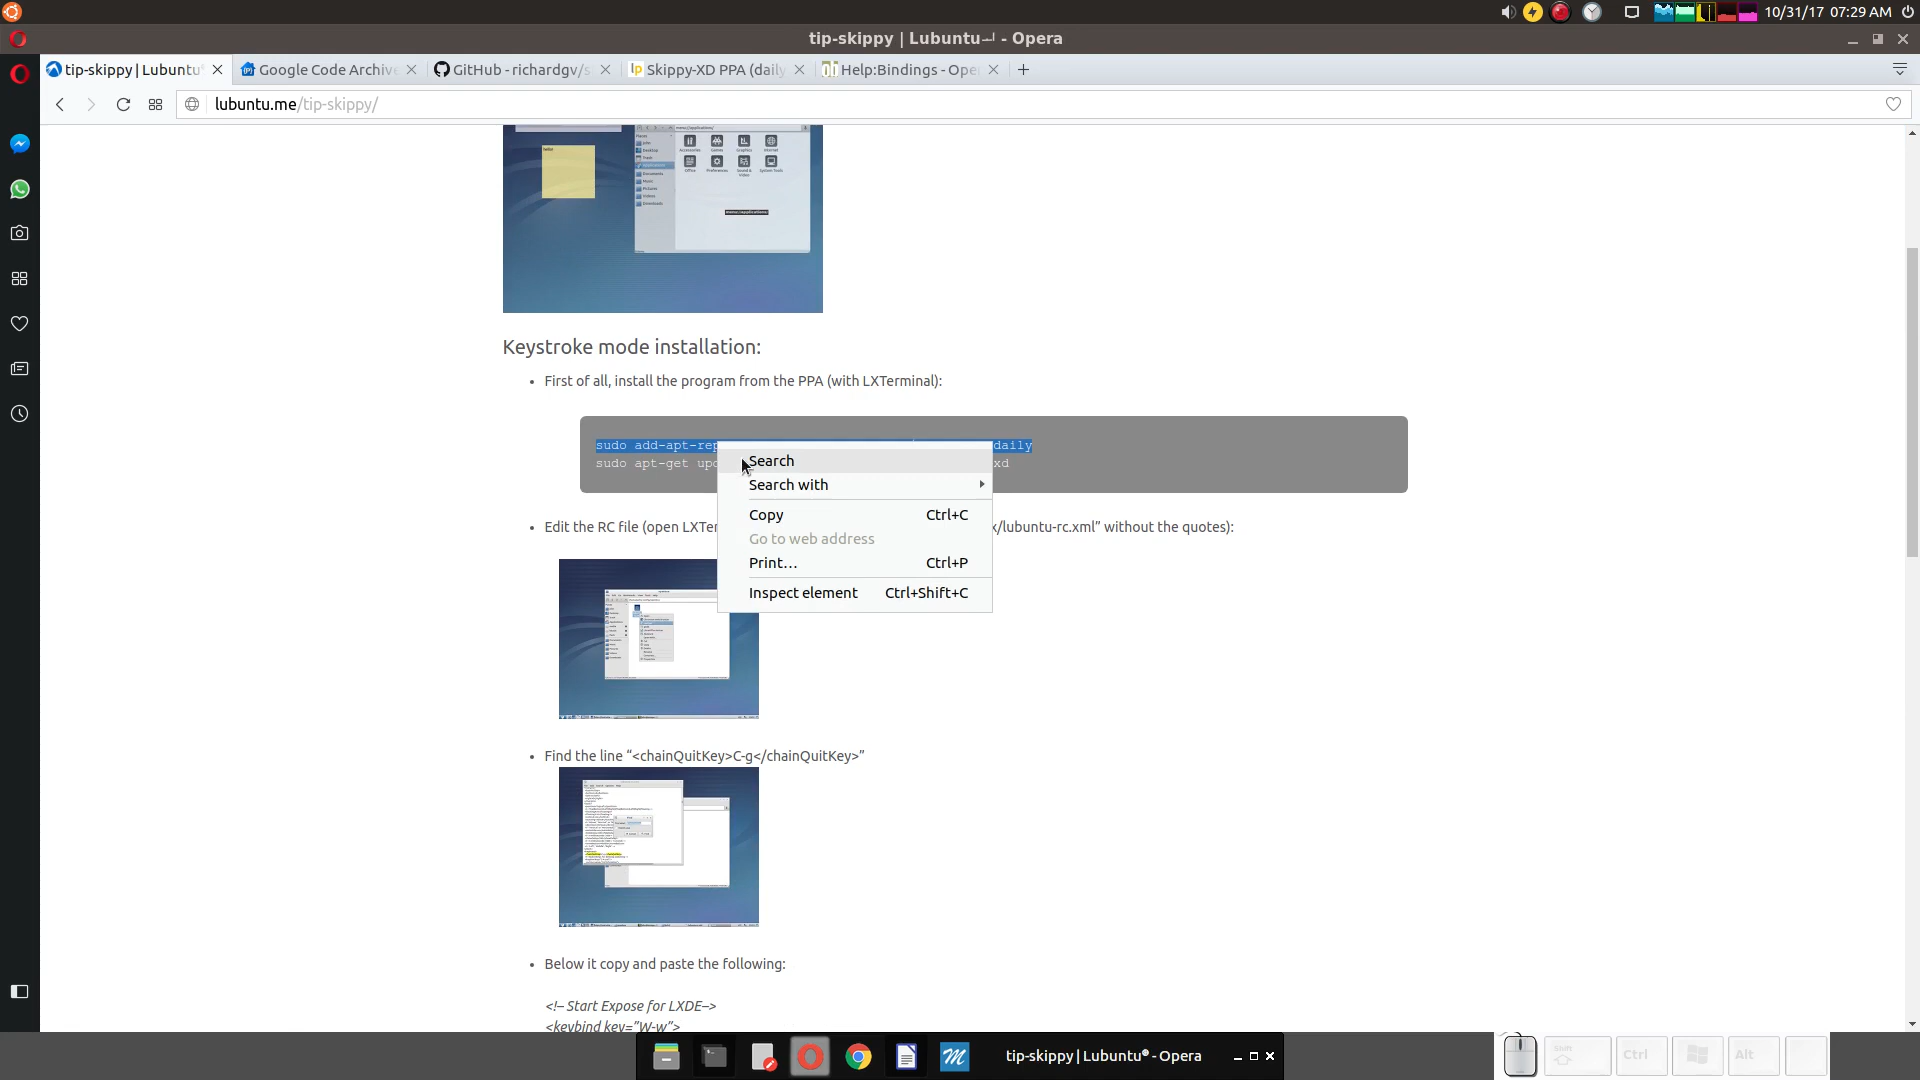 10/31/17 07:29 AM
tip-skippy | Lubuntu - Opera
tip-skippy | Lubuntu
Google Code Archive
GitHub - richardgv/s
lp Skippy-XD PPA (daily
Help:Bindings - Ope
lubuntu.me/tip-skippy/
hello!
Keystroke mode installation:
• First of all, install the program from the PPA (with LXTerminal):
sudo add-apt-rep
daily
sudo apt-get upd
xd
Search
Search with
Copy Ctrl+C
Go to web address
Print… Ctrl+P
Inspect element Ctrl+Shift+C
• Edit the RC file (open LXTer
x/lubuntu-rc.xml” without the quotes):
• Find the line “<chainQuitKey>C-g</chainQuitKey>”
• Below it copy and paste the following:
<!– Start Expose for LXDE–>
<keybind key=”W-w”>
tip-skippy | Lubuntu® - Opera
Shift
Ctrl
Alt